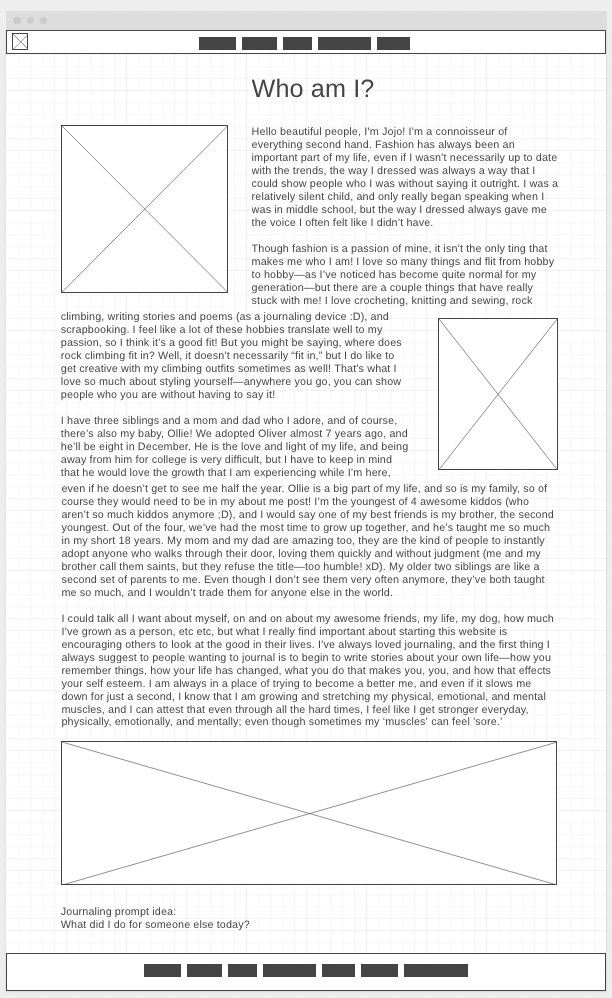 Who am I?
Hello beautiful people, I'm Jojo! I'm a connoisseur of
everything second hand. Fashion has always been an
important part of my life, even if I wasn't necessarily up to date
with the trends, the way I dressed was always a way that I
could show people who I was without saying it outright. I was a
relatively silent child, and only really began speaking when I
was in middle school, but the way I dressed always gave me
the voice I often felt like I didn't have.
Though fashion is a passion of mine, it isn't the only ting that
makes me who I am! I love so many things and flit from hobby
to hobby—as I've noticed has become quite normal for my
generation—but there are a couple things that have really
stuck with me! I love crocheting, knitting and sewing, rock
climbing, writing stories and poems (as a journaling device :D), and
scrapbooking. I feel like a lot of these hobbies translate well to my
passion, so I think it's a good fit! But you might be saying, where does
rock climbing fit in? Well, it doesn't necessarily “fit in,” but I do like to
get creative with my climbing outfits sometimes as well! That's what I
love so much about styling yourself—anywhere you go, you can show
people who you are without having to say it!
I have three siblings and a mom and dad who I adore, and of course,
there's also my baby, Ollie! We adopted Oliver almost 7 years ago, and
he'll be eight in December. He is the love and light of my life, and being
away from him for college is very difficult, but I have to keep in mind
that he would love the growth that I am experiencing while I'm here,
even if he doesn't get to see me half the year. Ollie is a big part of my life, and so is my family, so of
course they would need to be in my about me post! I'm the youngest of 4 awesome kiddos (who
aren't so much kiddos anymore ;D), and I would say one of my best friends is my brother, the second
youngest. Out of the four, we've had the most time to grow up together, and he's taught me so much
in my short 18 years. My mom and my dad are amazing too, they are the kind of people to instantly
adopt anyone who walks through their door, loving them quickly and without judgment (me and my
brother call them saints, but they refuse the title—too humble! xD). My older two siblings are like a
second set of parents to me. Even though I don't see them very often anymore, they've both taught
me so much, and I wouldn't trade them for anyone else in the world.
I could talk all I want about myself, on and on about my awesome friends, my life, my dog, how much
I've grown as a person, etc etc, but what I really find important about starting this website is
encouraging others to look at the good in their lives. I've always loved journaling, and the first thing I
always suggest to people wanting to journal is to begin to write stories about your own life—how you
remember things, how your life has changed, what you do that makes you, you, and how that effects
your self esteem. I am always in a place of trying to become a better me, and even if it slows me
down for just a second, I know that I am growing and stretching my physical, emotional, and mental
muscles, and I can attest that even through all the hard times, I feel like I get stronger everyday,
physically, emotionally, and mentally; even though sometimes my ‘muscles’ can feel ’sore.’
Journaling prompt idea:
What did I do for someone else today?